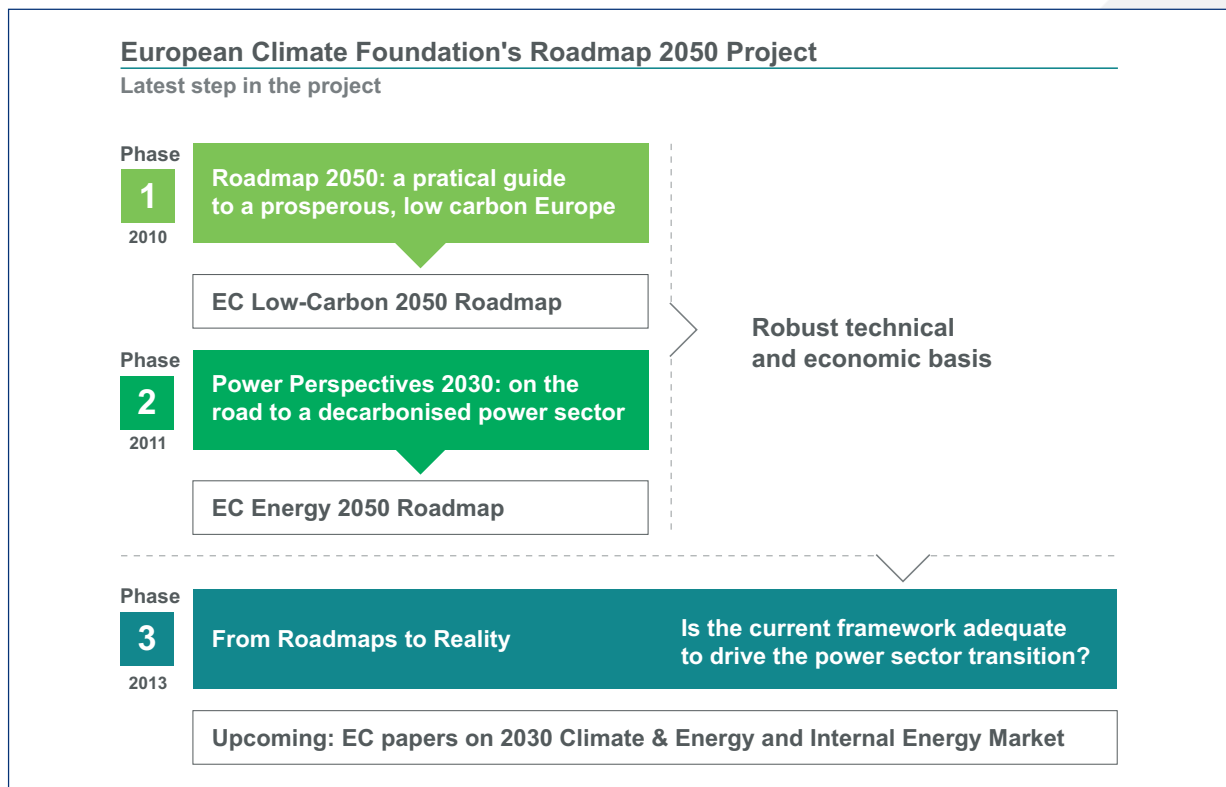 European Climate Foundation's Roadmap 2050 Project
Latest step in the project
Phase
1
2010
Roadmap 2050: a pratical guide
to a prosperous, low carbon Europe
EC Low-Carbon 2050 Roadmap
Phase
2
2011
Power Perspectives 2030: on the
road to a decarbonised power sector
EC Energy 2050 Roadmap
Robust technical
and economic basis
Phase
3
2013
From Roadmaps to Reality
Is the current framework adequate
to drive the power sector transition?
Upcoming: EC papers on 2030 Climate & Energy and Internal Energy Market